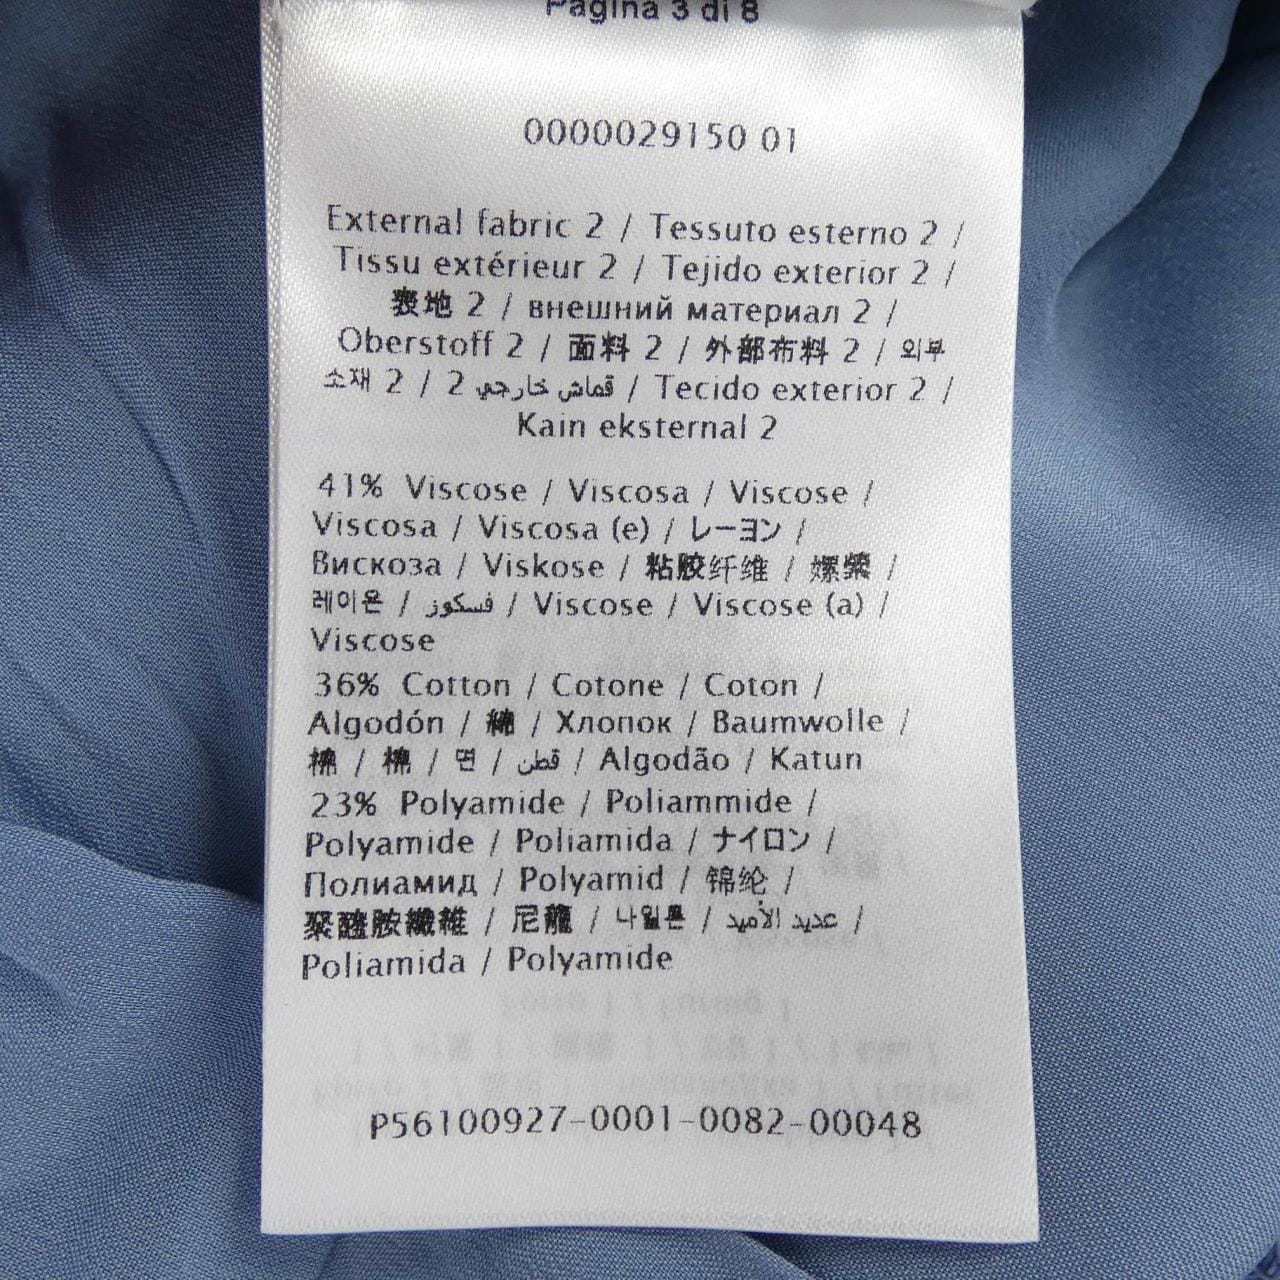 Pagina 3 di 8
0000029150 01
External fabric 2 / Tessuto esterno 2 /
Tissu extérieur 2 / Tejido exterior 2 /
表地 2 / внешний материал 2 /
Oberstoff 2 / 面料 2 / 外部布料 2 / 외부
소재 2 / 2 قماش خارجي / Tecido exterior 2 /
Kain eksternal 2
41% Viscose / Viscosa / Viscose /
Viscosa / Viscosa (e) / レーヨン /
Вискоза / Viskose / 粘胶纤维 / 嫘縈 /
레이온 / فسكوز / Viscose / Viscose (a) /
Viscose
36% Cotton / Cotone / Coton /
Algodón / 綿 / Хлопок / Baumwolle /
棉 / 棉 / 면 / قطن / Algodão / Katun
23% Polyamide / Poliammide /
Polyamide / Poliamida / ナイロン /
Полиамид / Polyamid / 锦纶 /
聚醯胺纖維 / 尼龍 / 나일론 / عديد الأميد /
Poliamida / Polyamide
P56100927-0001-0082-00048